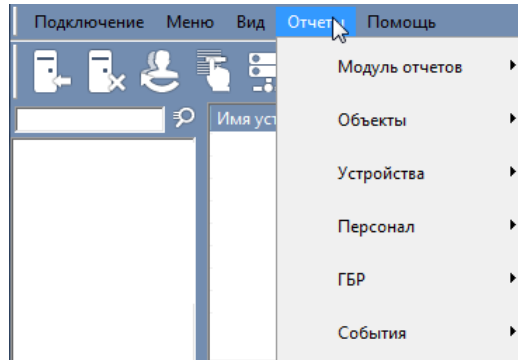 Подключение Меню Вид Отчеты Помощь
Модуль отчетов
Имя уст
Объекты
Устройства
Персонал
ГБР
События